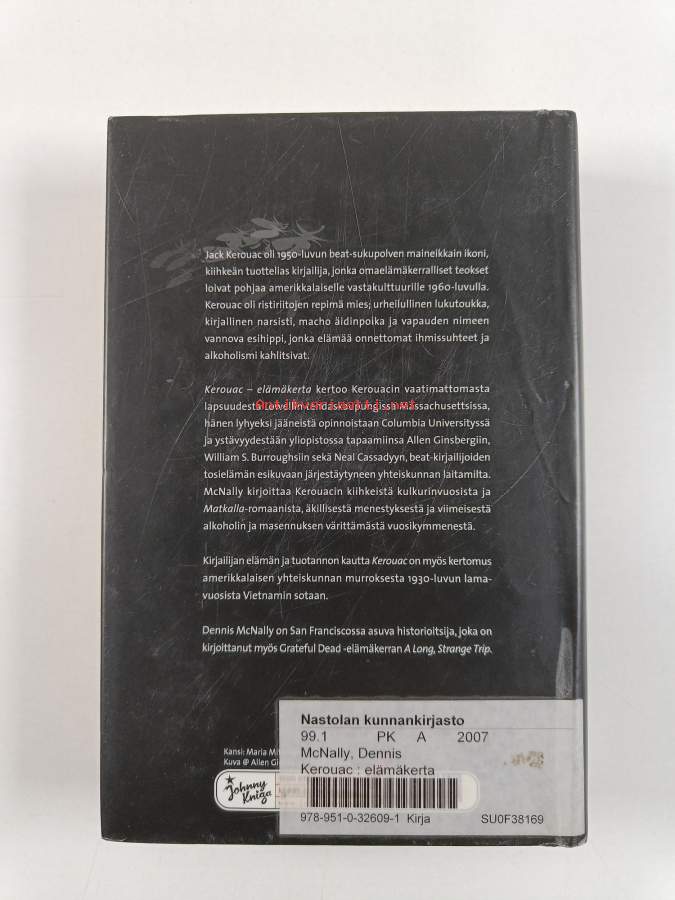 Jack Kerouac oli 1950-luvun beat-sukupolven maineikkain ikoni,
kiihkeän tuottelias kirjailija, jonka omaelämäkerralliset teokset
loivat pohjaa amerikkalaiselle vastakulttuurille 1960-luvulla.
Kerouac oli ristiriitojen repimä mies; urheilullinen lukutoukka,
kirjallinen narsisti, macho äidinpoika ja vapauden nimeen
vannova esihippi, jonka elämää onnettomat ihmissuhteet ja
alkoholismi kahlitsivat.
Kerouac – elämäkerta kertoo Kerouacin vaatimattomasta
lapsuudesta Lowellin tehdaskaupungissa Massachusettsissa,
hänen lyhyeksi jääneistä opinnoistaan Columbia Universityssä
ja ystävyydestään yliopistossa tapaamiinsa Allen Ginsbergiin,
William S. Burroughsiin sekä Neal Cassadyyn, beat-kirjailijoiden
tosielämän esikuvaan järjestäytyneen yhteiskunnan laitamilta.
McNally kirjoittaa Kerouacin kiihkeistä kulkurinvuosista ja
Matkalla-romaanista, äkillisestä menestyksestä ja viimeisestä
alkoholin ja masennuksen värittämästä vuosikymmenestä.
Kirjailijan elämän ja tuotannon kautta Kerouac on myös kertomus
amerikkalaisen yhteiskunnan murroksesta 1930-luvun lama-
vuosista Vietnamin sotaan.
Dennis McNally on San Franciscossa asuva historioitsija, joka on
kirjoittanut myös Grateful Dead -elämäkerran A Long, Strange Trip.
Kansi: Maria
Kuva @ Allen
Johnny
Kniga
Nastolan kunnankirjasto
99.1 PK A 2007
McNally, Dennis
Kerouac : elämäkerta
978-951-0-32609-1 Kirja SU0F38169